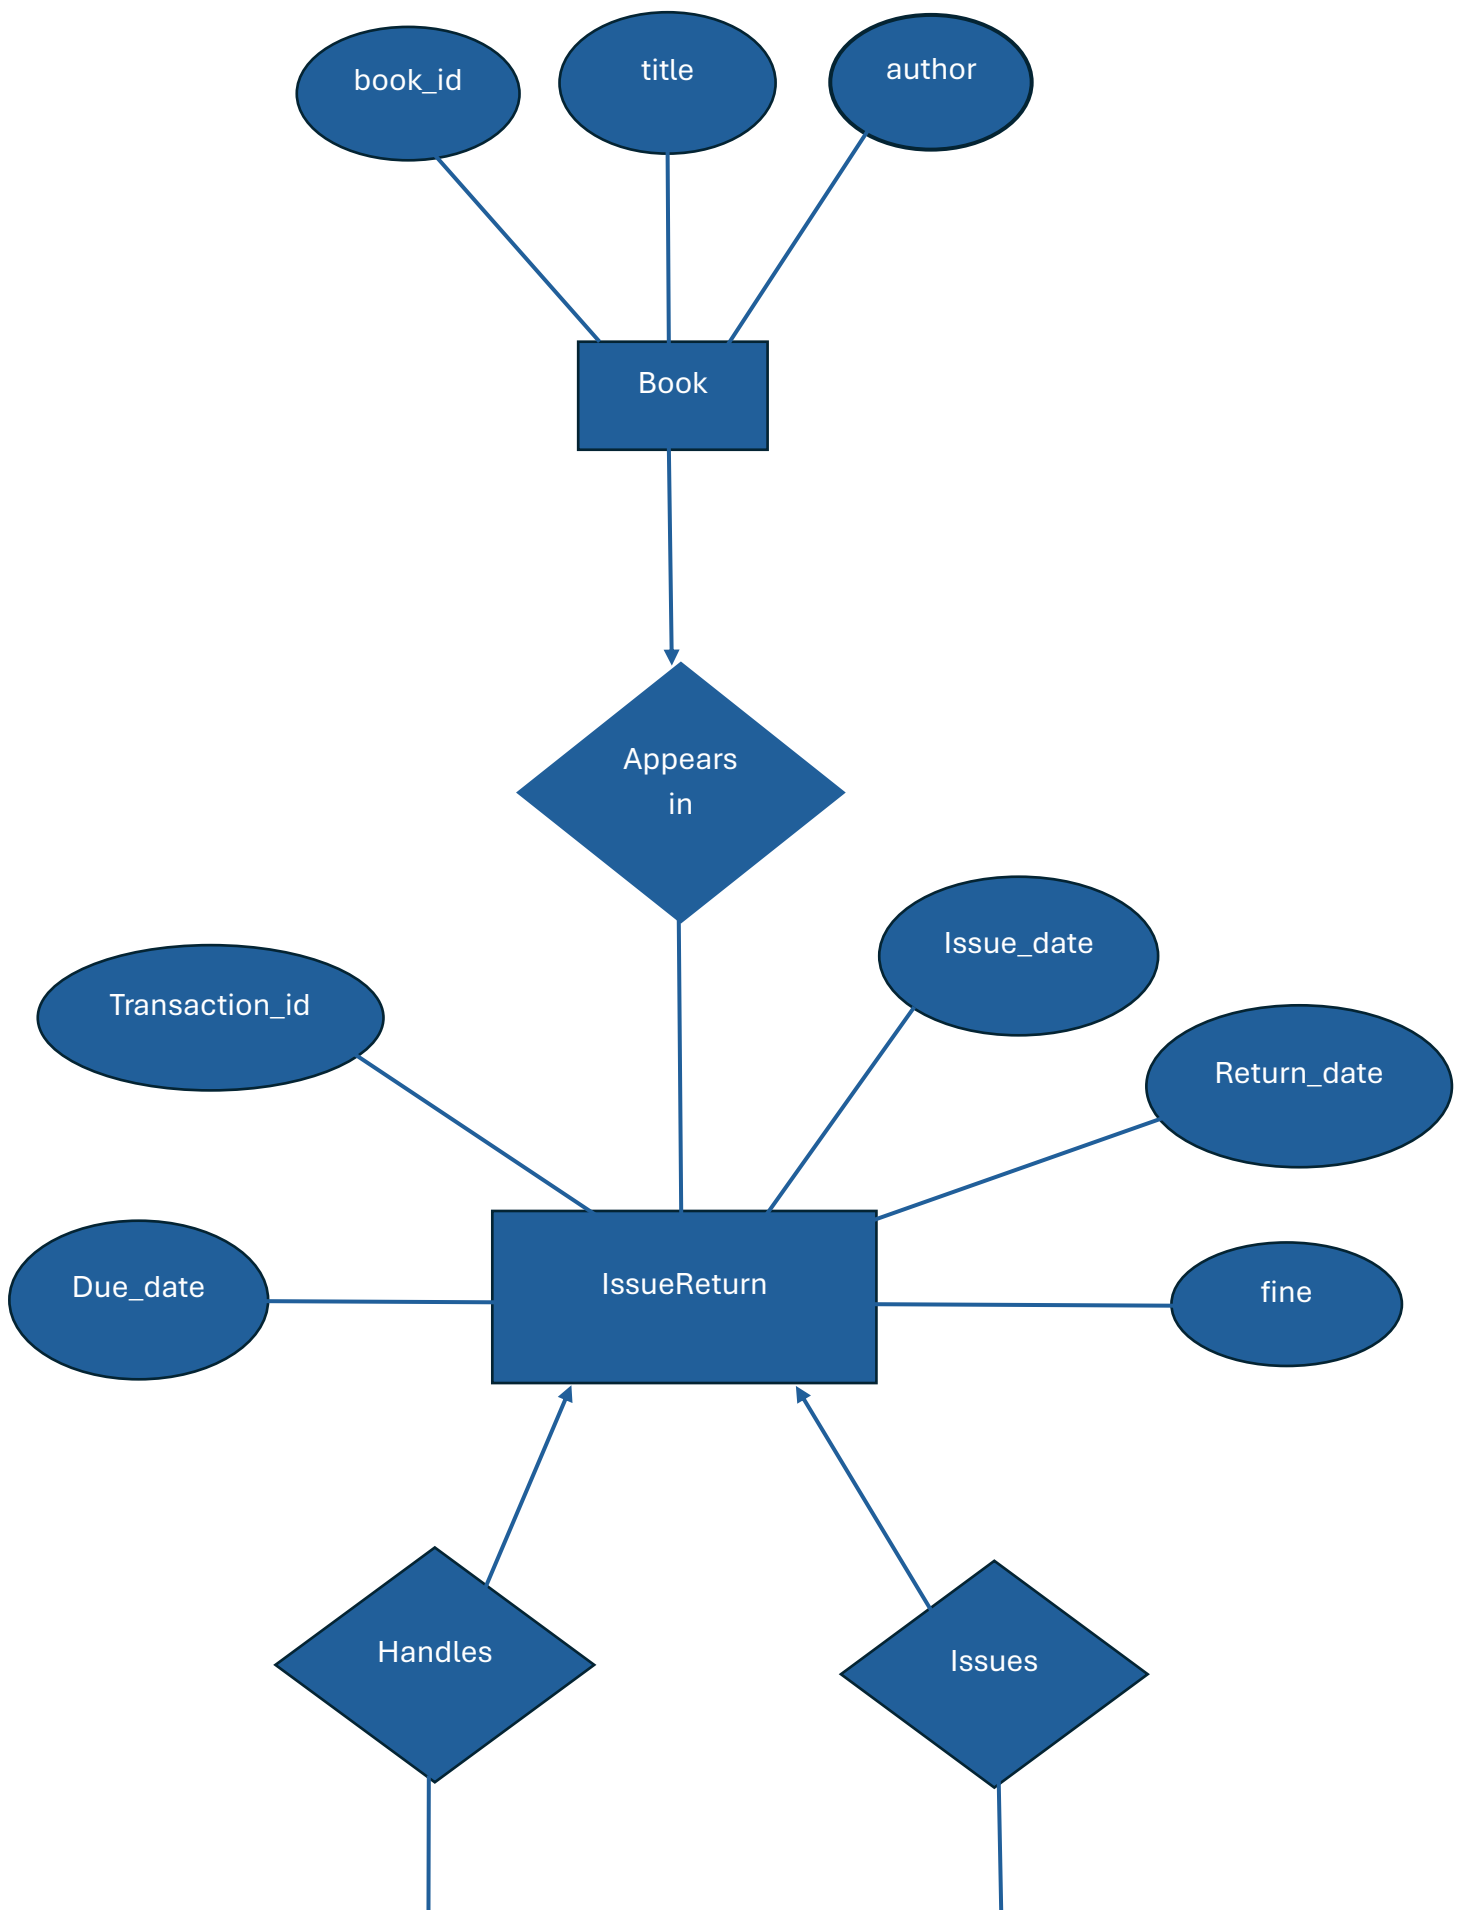 book_id
title
author
Book
Appears
in
Issue_date
Transaction_id
Return_date
Due_date
IssueReturn
fine
Handles
Issues